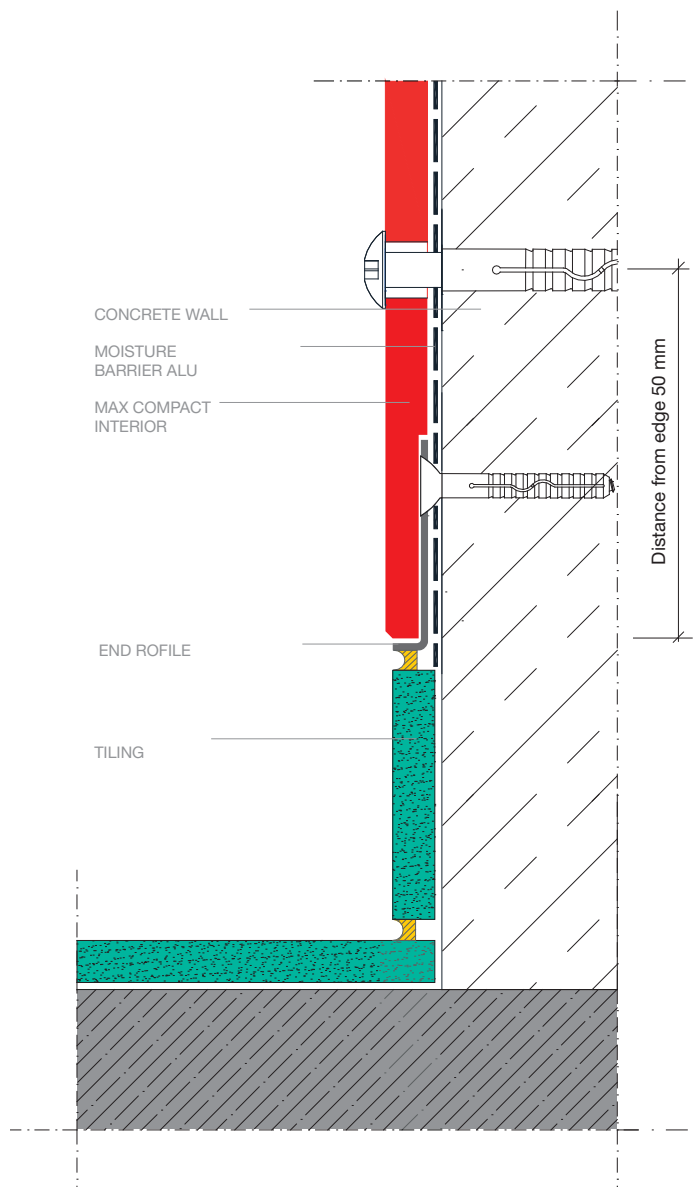 CONCRETE WALL
MOISTURE
BARRIER ALU
MAX COMPACT
INTERIOR
Distance from edge 50 mm
END ROFILE
TILING